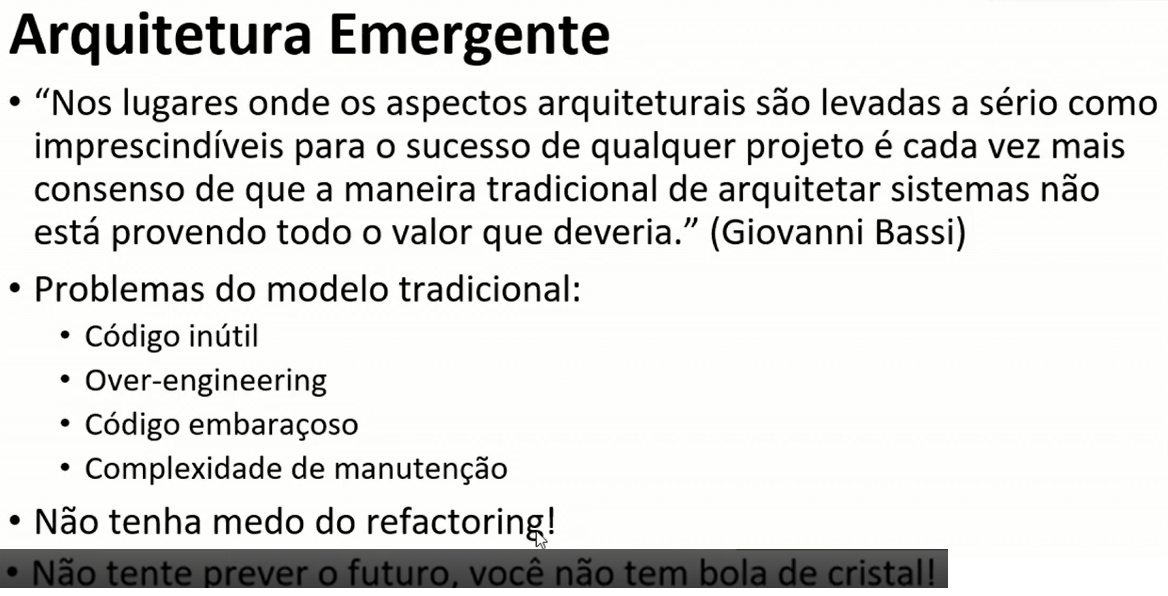 Arquitetura Emergente
• “Nos lugares onde os aspectos arquiteturais são levadas a sério como
imprescindíveis para o sucesso de qualquer projeto é cada vez mais
consenso de que a maneira tradicional de arquitetar sistemas não
está provendo todo o valor que deveria.” (Giovanni Bassi)
• Problemas do modelo tradicional:
• Código inútil
• Over-engineering
• Código embaraçoso
• Complexidade de manutenção
• Não tenha medo do refactoring!
• Não tente prever o futuro, você não tem bola de cristal!